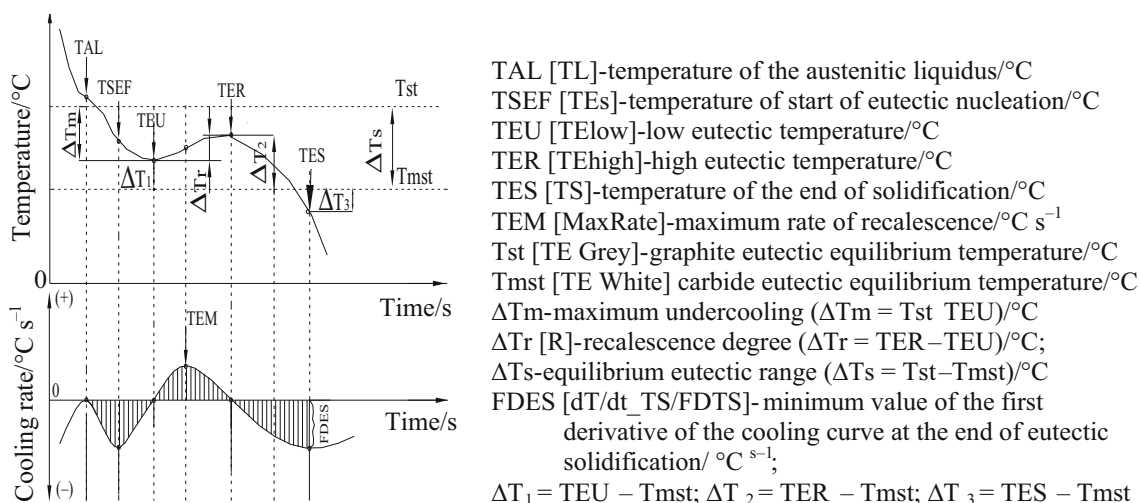 TAL
TSEF
TEU
TER
TES
Tst
Tmst
ΔTm
ΔT1
ΔTr
ΔT2
ΔTs
ΔT3
Temperature/°C
0
Time/s
(+)
TEM
0
FDES
Time/s
Cooling rate/°C s⁻¹
(−)
TAL [TL]-temperature of the austenitic liquidus/°C
TSEF [TEs]-temperature of start of eutectic nucleation/°C
TEU [TElow]-low eutectic temperature/°C
TER [TEhigh]-high eutectic temperature/°C
TES [TS]-temperature of the end of solidification/°C
TEM [MaxRate]-maximum rate of recalescence/°C s⁻¹
Tst [TE Grey]-graphite eutectic equilibrium temperature/°C
Tmst [TE White] carbide eutectic equilibrium temperature/°C
ΔTm-maximum undercooling (ΔTm = Tst TEU)/°C
ΔTr [R]-recalescence degree (ΔTr = TER–TEU)/°C;
ΔTs-equilibrium eutectic range (ΔTs = Tst–Tmst)/°C
FDES [dT/dt_TS/FDTS]-minimum value of the first
derivative of the cooling curve at the end of eutectic
solidification/ °C s⁻¹;
ΔT₁ = TEU – Tmst; ΔT ₂ = TER – Tmst; ΔT ₃ = TES – Tmst